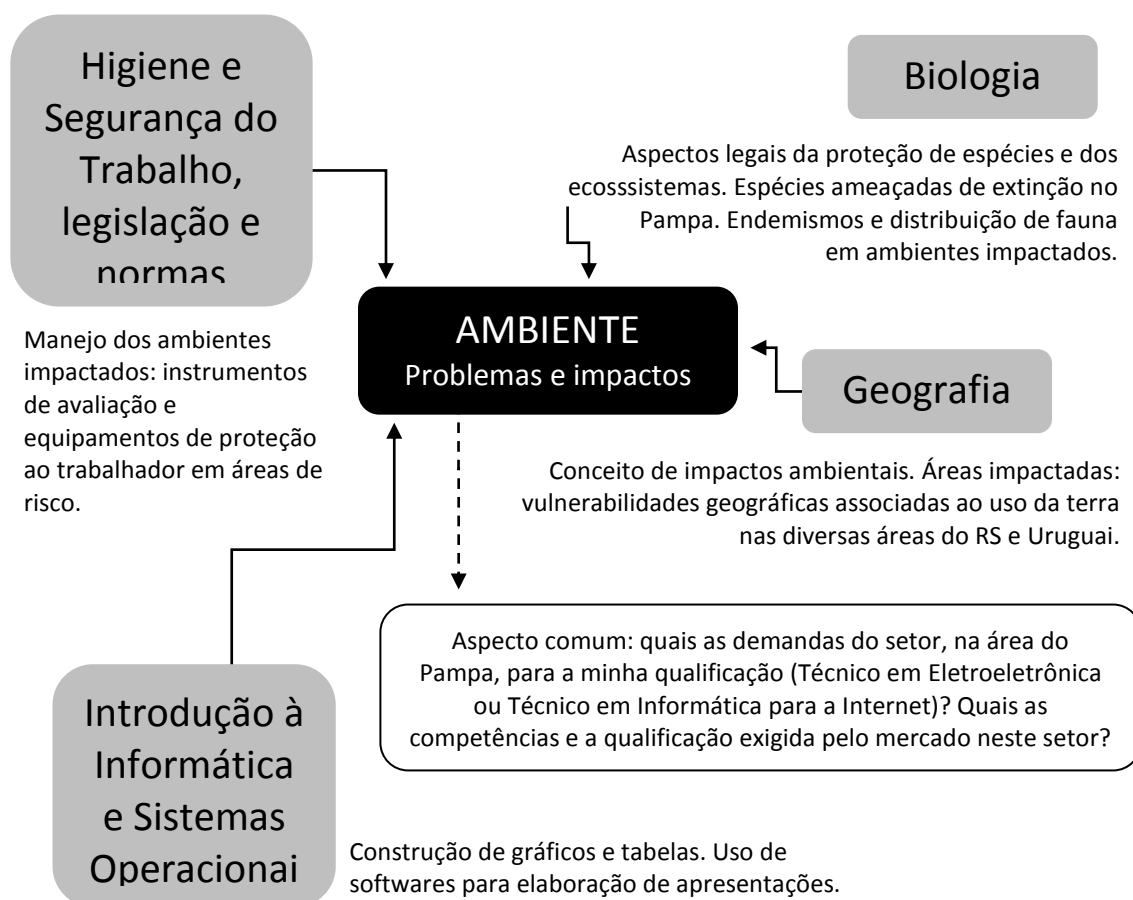 Higiene e
Segurança do
Trabalho,
legislação e
normas
Biologia
Aspectos legais da proteção de espécies e dos
ecosssistemas. Espécies ameaçadas de extinção no
Pampa. Endemismos e distribuição de fauna
em ambientes impactados.
Manejo dos ambientes
impactados: instrumentos
de avaliação e
equipamentos de proteção
ao trabalhador em áreas de
risco.
AMBIENTE
Problemas e impactos
Geografia
Conceito de impactos ambientais. Áreas impactadas:
vulnerabilidades geográficas associadas ao uso da terra
nas diversas áreas do RS e Uruguai.
Aspecto comum: quais as demandas do setor, na área do
Pampa, para a minha qualificação (Técnico em Eletroeletrônica
ou Técnico em Informática para a Internet)? Quais as
competências e a qualificação exigida pelo mercado neste setor?
Introdução à
Informática
e Sistemas
Operacionai
Construção de gráficos e tabelas. Uso de
softwares para elaboração de apresentações.